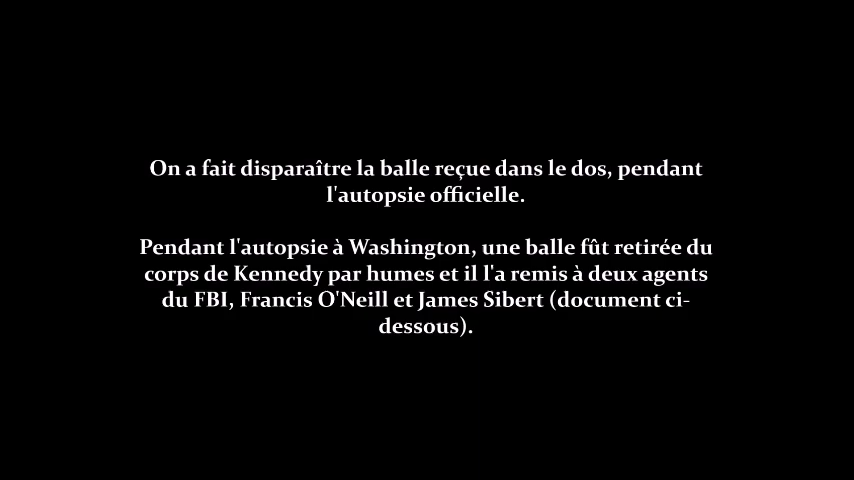 On a fait disparaître la balle reçue dans le dos, pendant
l'autopsie officielle.
Pendant l'autopsie à Washington, une balle fût retirée du
corps de Kennedy par humes et il l'a remis à deux agents
du FBI, Francis O'Neill et James Sibert (document ci-
dessous).